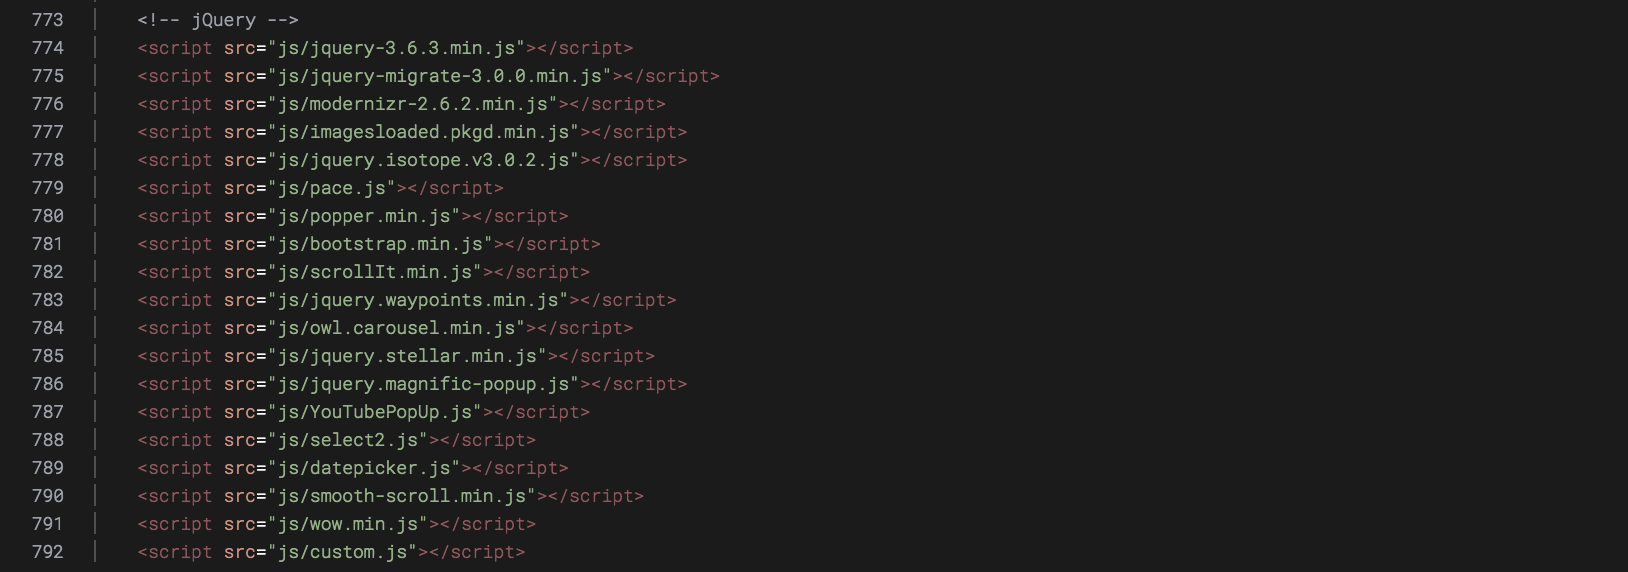 773 <!-- jQuery -->
774 <script src="js/jquery-3.6.3.min.js"></script>
775 <script src="js/jquery-migrate-3.0.0.min.js"></script>
776 <script src="js/modernizr-2.6.2.min.js"></script>
777 <script src="js/imagesloaded.pkgd.min.js"></script>
778 <script src="js/jquery.isotope.v3.0.2.js"></script>
779 <script src="js/pace.js"></script>
780 <script src="js/popper.min.js"></script>
781 <script src="js/bootstrap.min.js"></script>
782 <script src="js/scrollIt.min.js"></script>
783 <script src="js/jquery.waypoints.min.js"></script>
784 <script src="js/owl.carousel.min.js"></script>
785 <script src="js/jquery.stellar.min.js"></script>
786 <script src="js/jquery.magnific-popup.js"></script>
787 <script src="js/YouTubePopUp.js"></script>
788 <script src="js/select2.js"></script>
789 <script src="js/datepicker.js"></script>
790 <script src="js/smooth-scroll.min.js"></script>
791 <script src="js/wow.min.js"></script>
792 <script src="js/custom.js"></script>